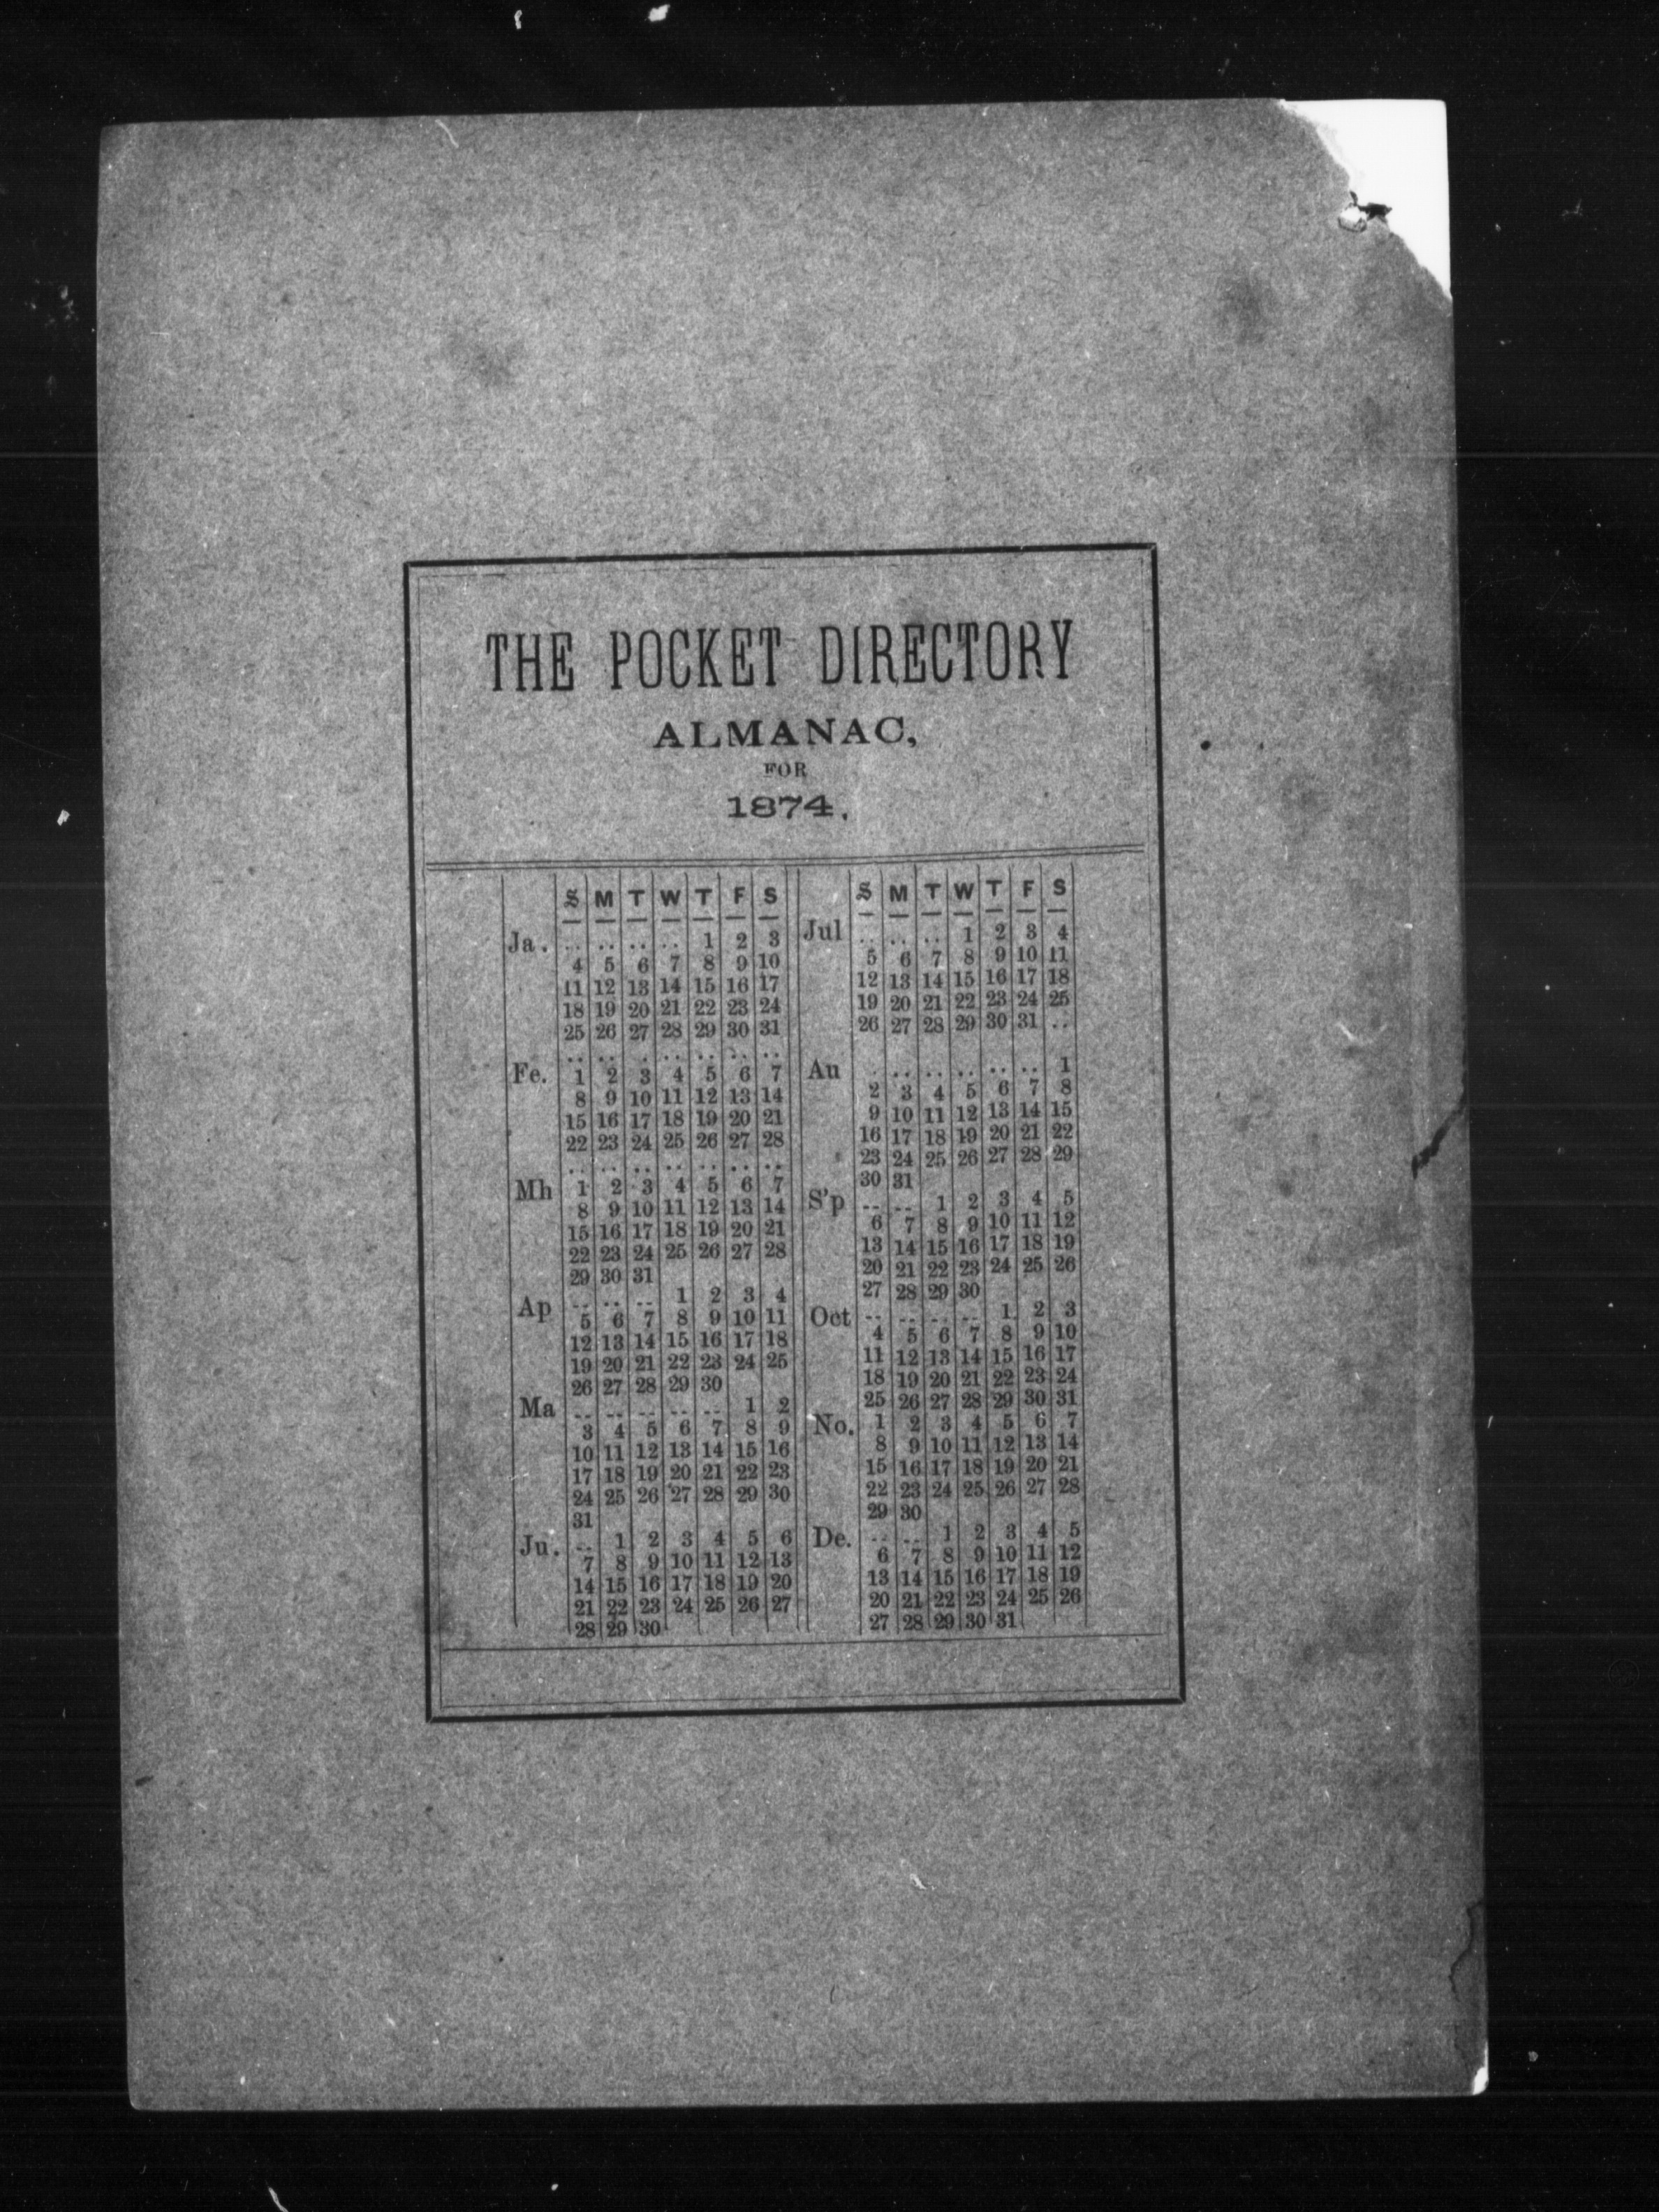 THE POCKET DIRECTORY
ALMANAC,
FOR
1874.
S M T W T F S
Ja. .. .. .. .. 1 2 3
4 5 6 7 8 9 10
11 12 13 14 15 16 17
18 19 20 21 22 23 24
25 26 27 28 29 30 31
.. .. . .. .. .. ..
Fe. 1 2 3 4 5 6 7
8 9 10 11 12 13 14
15 16 17 18 19 20 21
22 23 24 25 26 27 28
.. .. .. .. .. .. ..
Mh 1 2 3 4 5 6 7
8 9 10 11 12 13 14
15 16 17 18 19 20 21
22 23 24 25 26 27 28
29 30 31
Ap .. .. .. 1 2 3 4
5 6 7 8 9 10 11
12 13 14 15 16 17 18
19 20 21 22 23 24 25
26 27 28 29 30
Ma .. .. .. .. .. 1 2
3 4 5 6 7 8 9
10 11 12 13 14 15 16
17 18 19 20 21 22 23
24 25 26 27 28 29 30
31
Ju. .. 1 2 3 4 5 6
7 8 9 10 11 12 13
14 15 16 17 18 19 20
21 22 23 24 25 26 27
28 29 30
S M T W T F S
Jul .. .. .. 1 2 3 4
5 6 7 8 9 10 11
12 13 14 15 16 17 18
19 20 21 22 23 24 25
26 27 28 29 30 31 ..
Au . .. .. .. .. .. 1
2 3 4 5 6 7 8
9 10 11 12 13 14 15
16 17 18 19 20 21 22
23 24 25 26 27 28 29
30 31
S'p .. .. 1 2 3 4 5
6 7 8 9 10 11 12
13 14 15 16 17 18 19
20 21 22 23 24 25 26
27 28 29 30
Oct .. .. .. .. 1 2 3
4 5 6 7 8 9 10
11 12 13 14 15 16 17
18 19 20 21 22 23 24
25 26 27 28 29 30 31
No. 1 2 3 4 5 6 7
8 9 10 11 12 13 14
15 16 17 18 19 20 21
22 23 24 25 26 27 28
29 30
De. .. .. 1 2 3 4 5
6 7 8 9 10 11 12
13 14 15 16 17 18 19
20 21 22 23 24 25 26
27 28 29 30 31